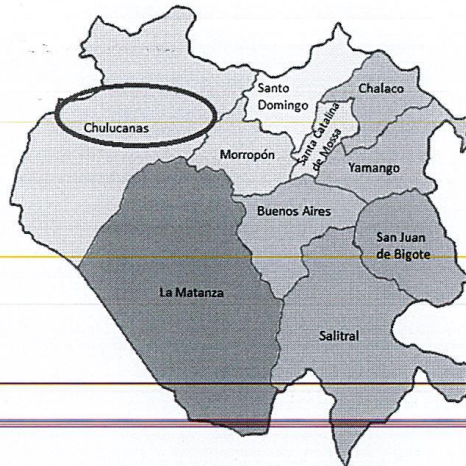 Santo
Domingo
Chalaco
Chulucanas
Santa Catalina
de Mossa
Morropón
Yamango
Buenos Aires
San Juan
de Bigote
La Matanza
Salitral